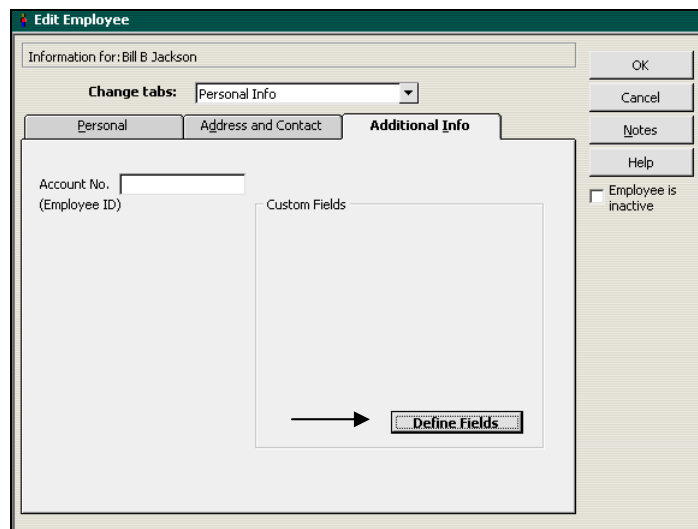 Edit Employee
Information for:Bill B Jackson
Change tabs: Personal Info
Personal
Address and Contact
Additional Info
Account No.
(Employee ID)
Custom Fields
Define Fields
OK
Cancel
Notes
Help
Employee is
inactive